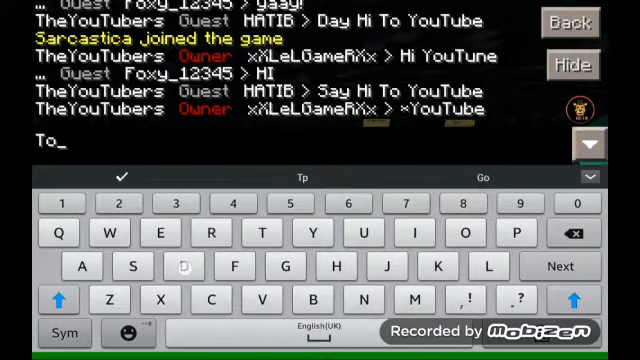 ... Guest Foxy_12345 > yaay!
TheYouTubers Guest HATIB > Day Hi To YouTube
Sarcastica joined the game
TheYouTubers Owner xXLeLGameRXx > Hi YouTune
... Guest Foxy_12345 > HI
TheYouTubers Guest HATIB > Say Hi To YouTube
TheYouTubers Owner xXLeLGameRXx > *YouTube
Back
Hide
To_
Tp Go
1 2 3 4 5 6 7 8 9 0
Q W E R T Y U I O P
A S D F G H J K L Next
Z X C V B N M ,! .?
Sym English(UK)
Recorded by MOBIZEN